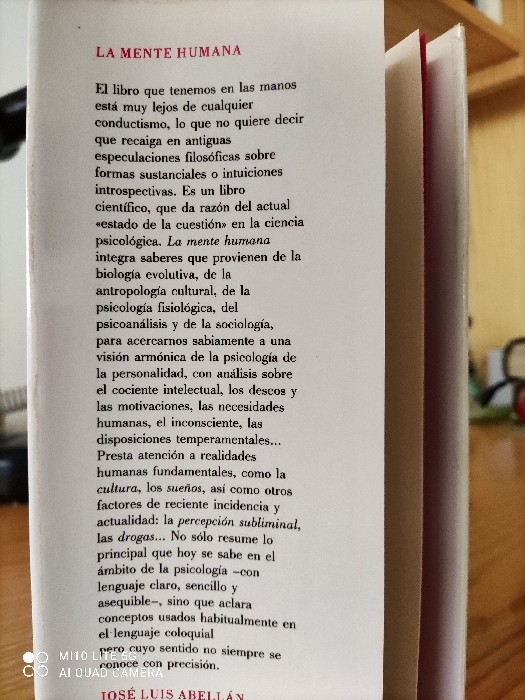 LA MENTE HUMANA
El libro que tenemos en las manos
está muy lejos de cualquier
conductismo, lo que no quiere decir
que recaiga en antiguas
especulaciones filosóficas sobre
formas sustanciales o intuiciones
introspectivas. Es un libro
científico, que da razón del actual
«estado de la cuestión» en la ciencia
psicológica. La mente humana
integra saberes que provienen de la
biología evolutiva, de la
antropología cultural, de la
psicología fisiológica, del
psicoanálisis y de la sociología,
para acercarnos sabiamente a una
visión armónica de la psicología de
la personalidad, con análisis sobre
el cociente intelectual, los deseos y
las motivaciones, las necesidades
humanas, el inconsciente, las
disposiciones temperamentales...
Presta atención a realidades
humanas fundamentales, como la
cultura, los sueños, así como otros
factores de reciente incidencia y
actualidad: la percepción subliminal,
las drogas... No sólo resume lo
principal que hoy se sabe en el
ámbito de la psicología –con
lenguaje claro, sencillo y
asequible–, sino que aclara
conceptos usados habitualmente en
el lenguaje coloquial
pero cuyo sentido no siempre se
conoce con precisión.
JOSÉ LUIS ABELLÁN
MI 10 LITE 5G
AI QUAD CAMERA